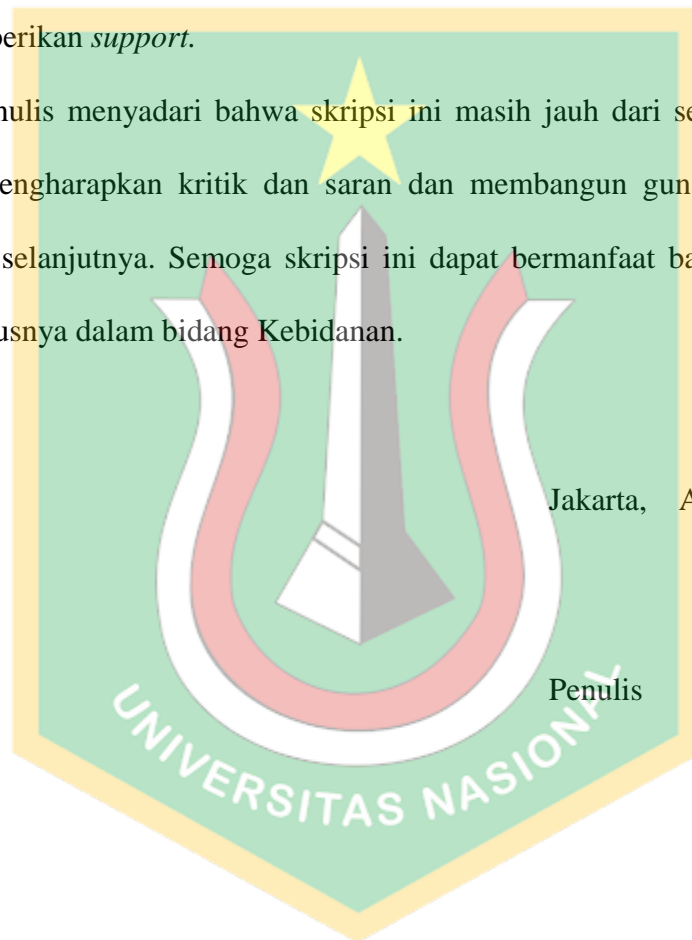 berikan support.
nulis menyadari bahwa skripsi ini masih jauh dari se
engharapkan kritik dan saran dan membangun gun
selanjutnya. Semoga skripsi ini dapat bermanfaat ba
usnya dalam bidang Kebidanan.
Jakarta, A
Penulis
UNIVERSITAS NASIONAL